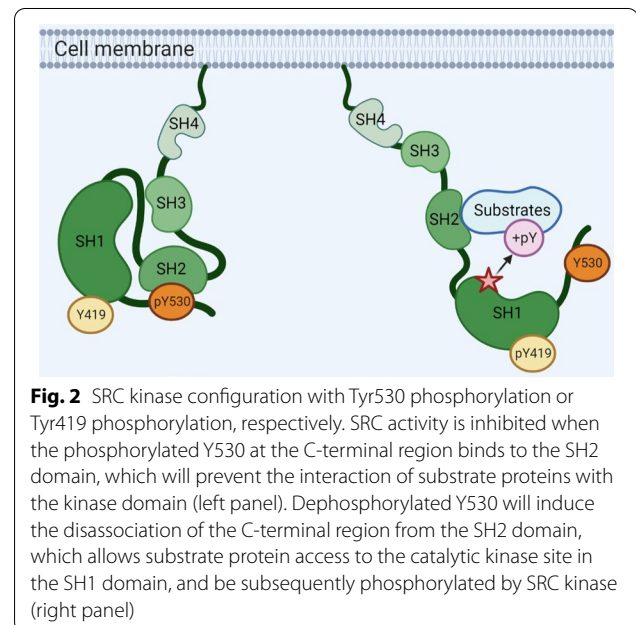 Cell membrane
SH4
SH4
SH3
SH3
SH2
Substrates
+pY
SH1
SH2
Y530
pY530
Y419
SH1
pY419
Fig. 2 SRC kinase configuration with Tyr530 phosphorylation or
Tyr419 phosphorylation, respectively. SRC activity is inhibited when
the phosphorylated Y530 at the C-terminal region binds to the SH2
domain, which will prevent the interaction of substrate proteins with
the kinase domain (left panel). Dephosphorylated Y530 will induce
the disassociation of the C-terminal region from the SH2 domain,
which allows substrate protein access to the catalytic kinase site in
the SH1 domain, and be subsequently phosphorylated by SRC kinase
(right panel)